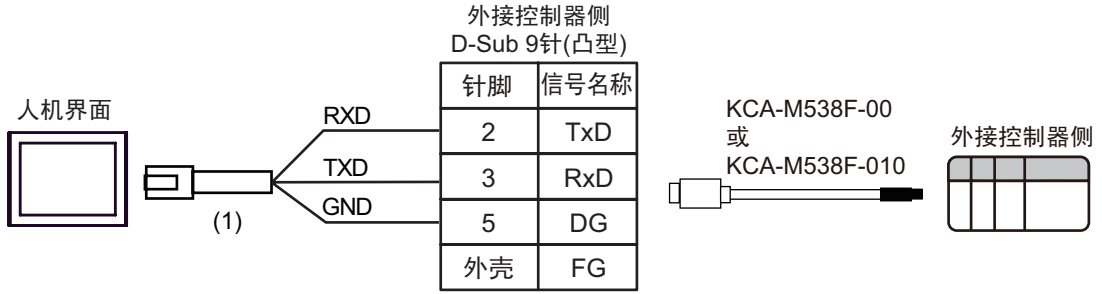 外接控制器侧
D-Sub 9针(凸型)
针脚 信号名称
人机界面
RXD
2 TxD
TXD
3 RxD
GND
5 DG
外壳 FG
(1)
KCA-M538F-00
或
KCA-M538F-010
外接控制器侧